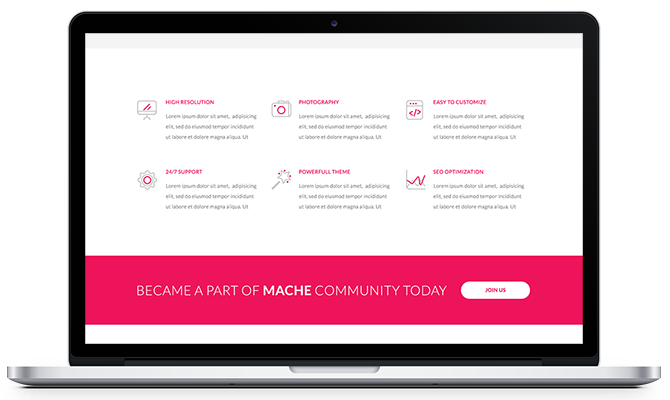 HIGH RESOLUTION
Lorem ipsum dolor sit amet, adipisicing
elit, sed do eiusmod tempor incididunt
ut labore et dolore magna aliqua. Ut
PHOTOGRAPHY
Lorem ipsum dolor sit amet, adipisicing
elit, sed do eiusmod tempor incididunt
ut labore et dolore magna aliqua. Ut
EASY TO CUSTOMIZE
Lorem ipsum dolor sit amet, adipisicing
elit, sed do eiusmod tempor incididunt
ut labore et dolore magna aliqua. Ut
24/7 SUPPORT
Lorem ipsum dolor sit amet, adipisicing
elit, sed do eiusmod tempor incididunt
ut labore et dolore magna aliqua. Ut
POWERFULL THEME
Lorem ipsum dolor sit amet, adipisicing
elit, sed do eiusmod tempor incididunt
ut labore et dolore magna aliqua. Ut
SEO OPTIMIZATION
Lorem ipsum dolor sit amet, adipisicing
elit, sed do eiusmod tempor incididunt
ut labore et dolore magna aliqua. Ut
BECAME A PART OF MACHE COMMUNITY TODAY
JOIN US